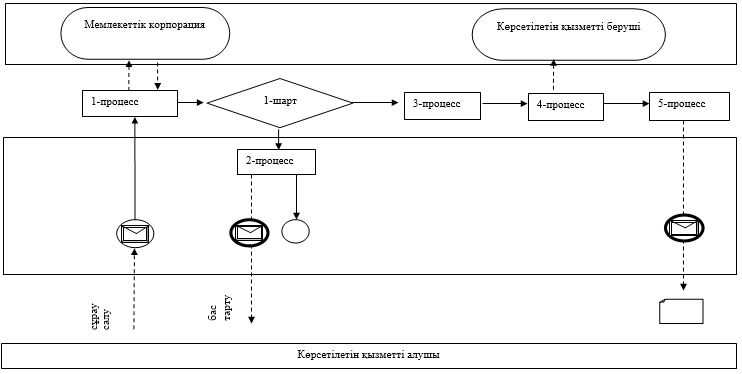 Мемлекеттік корпорация
Көрсетілетін қызметті беруші
1-процесс
1-шарт
3-процесс
4-процесс
5-процесс
2-процесс
сұрау
салу
бас
тарту
Көрсетілетін қызметті алушы